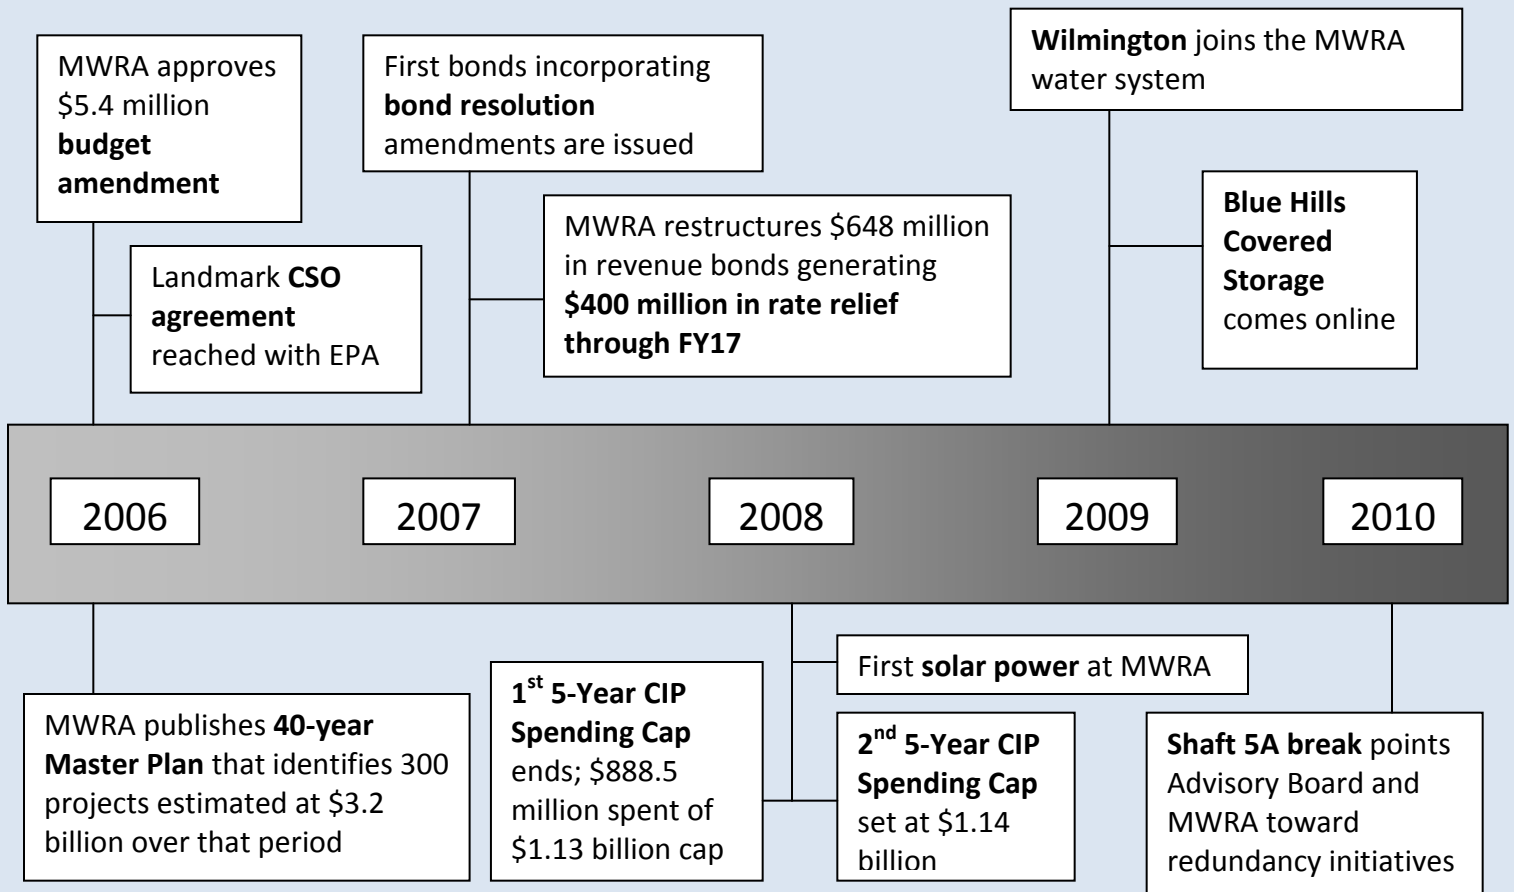 MWRA approves
$5.4 million
budget
amendment
Landmark CSO
agreement
reached with EPA
First bonds incorporating
bond resolution
amendments are issued
MWRA restructures $648 million
in revenue bonds generating
$400 million in rate relief
through FY17
Wilmington joins the MWRA
water system
Blue Hills
Covered
Storage
comes online
2006
2007
2008
2009
2010
MWRA publishes 40-year
Master Plan that identifies 300
projects estimated at $3.2
billion over that period
1st 5-Year CIP
Spending Cap
ends; $888.5
million spent of
$1.13 billion cap
First solar power at MWRA
2nd 5-Year CIP
Spending Cap
set at $1.14
billion
Shaft 5A break points
Advisory Board and
MWRA toward
redundancy initiatives